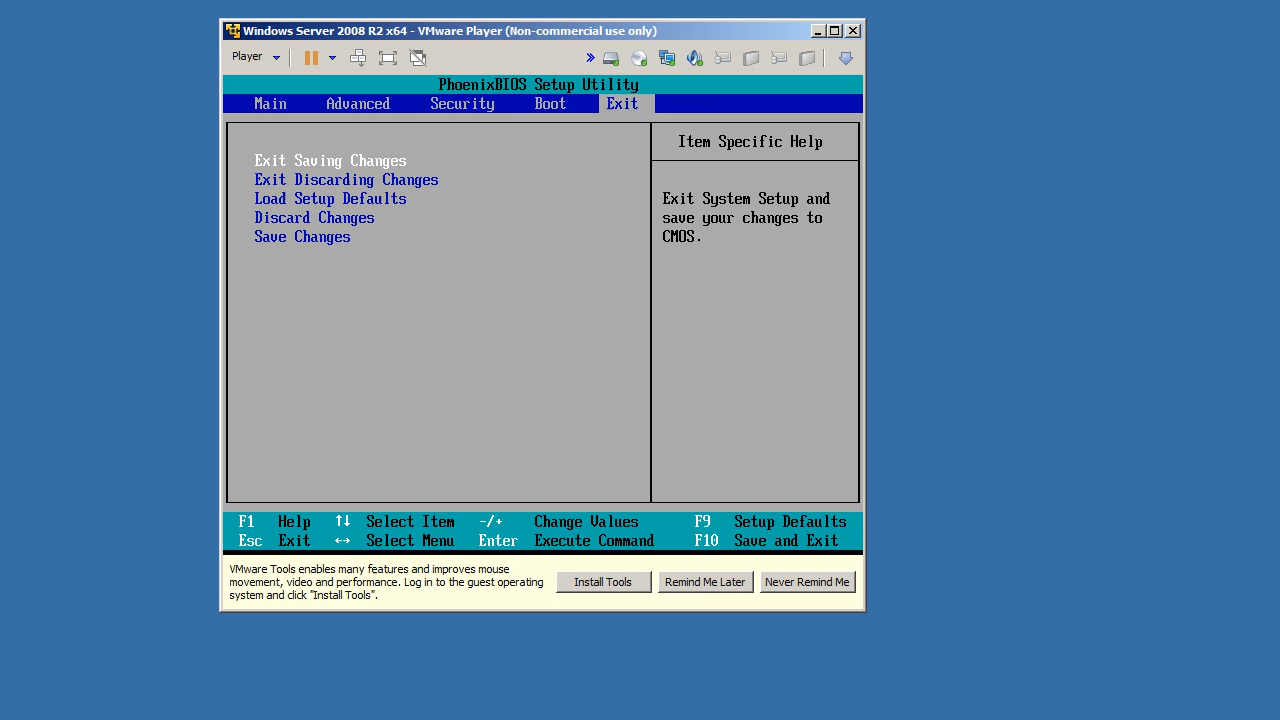 Windows Server 2008 R2 x64 - VMware Player (Non-commercial use only)
Player
PhoenixBIOS Setup Utility
Main Advanced Security Boot Exit
Item Specific Help
Exit Saving Changes
Exit Discarding Changes
Load Setup Defaults
Discard Changes
Save Changes
Exit System Setup and
save your changes to
CMOS.
F1 Help ↑↓ Select Item -/+ Change Values F9 Setup Defaults
Esc Exit ↔ Select Menu Enter Execute Command F10 Save and Exit
VMware Tools enables many features and improves mouse
movement, video and performance. Log in to the guest operating
system and click "Install Tools".
Install Tools Remind Me Later Never Remind Me